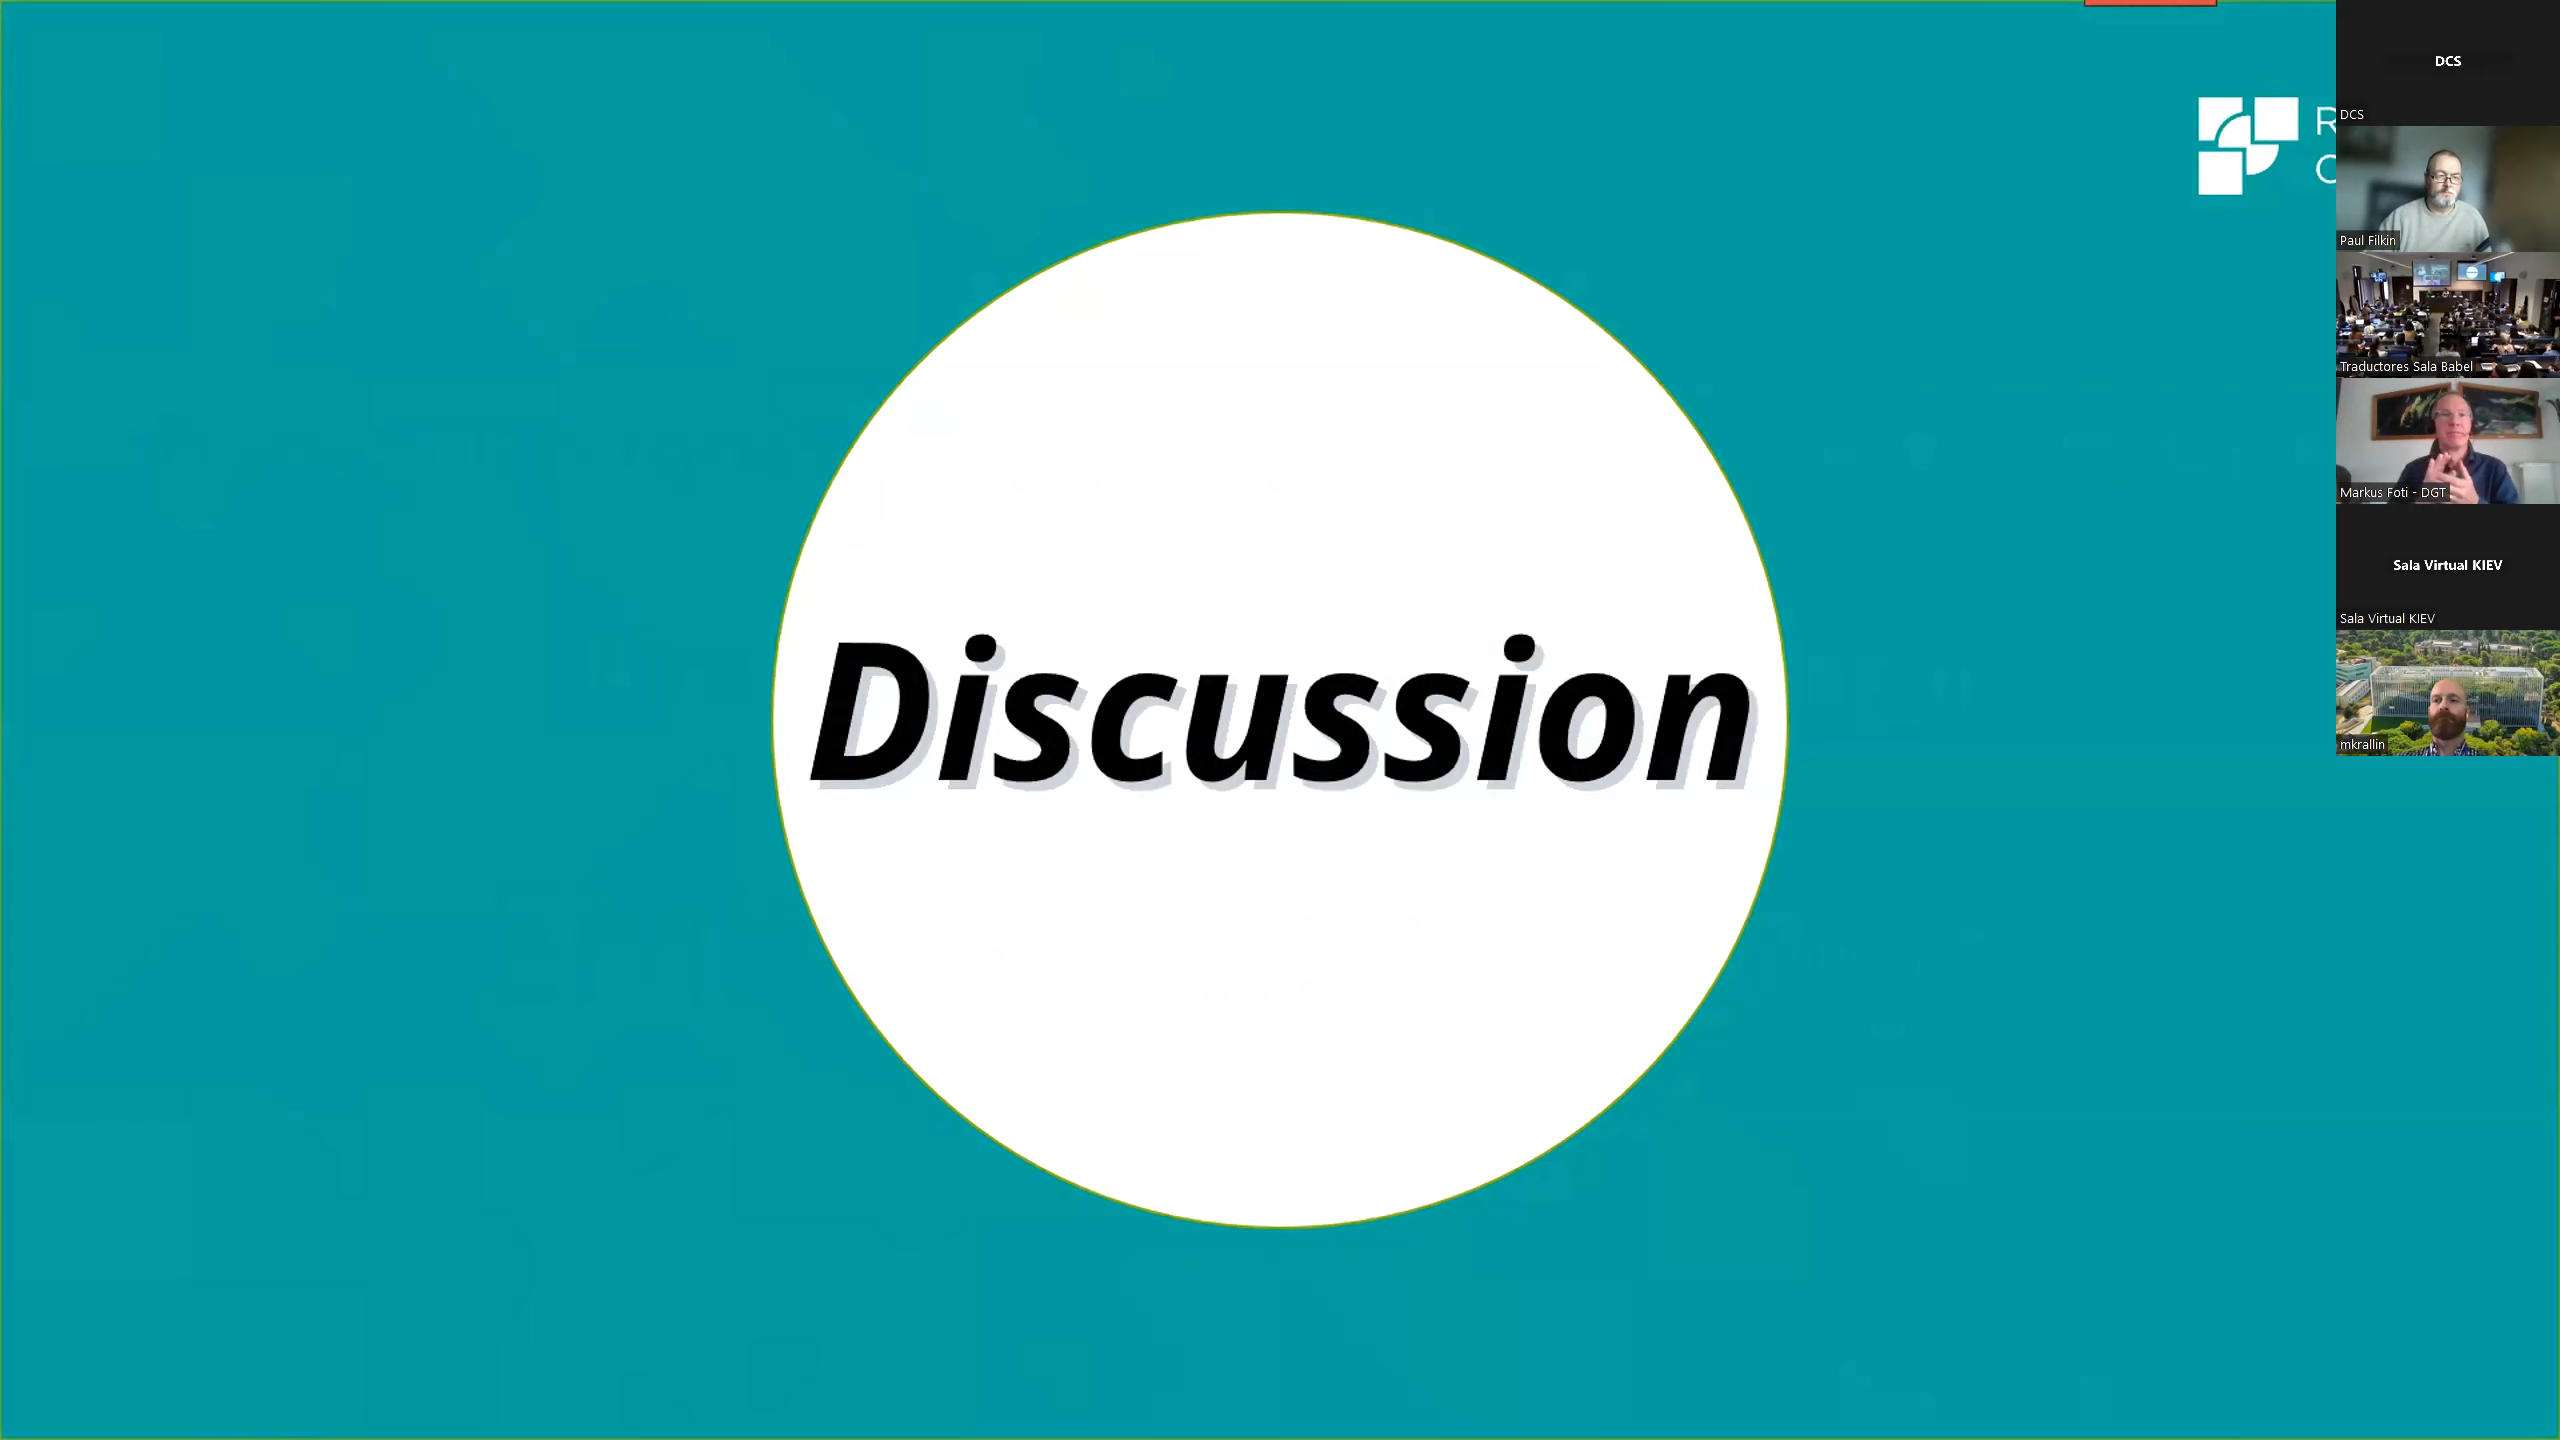 Discussion
R
C
DCS
DCS
Paul Filkin
Traductores Sala Babel
Markus Foti - DGT
Sala Virtual KIEV
Sala Virtual KIEV
mkrallin